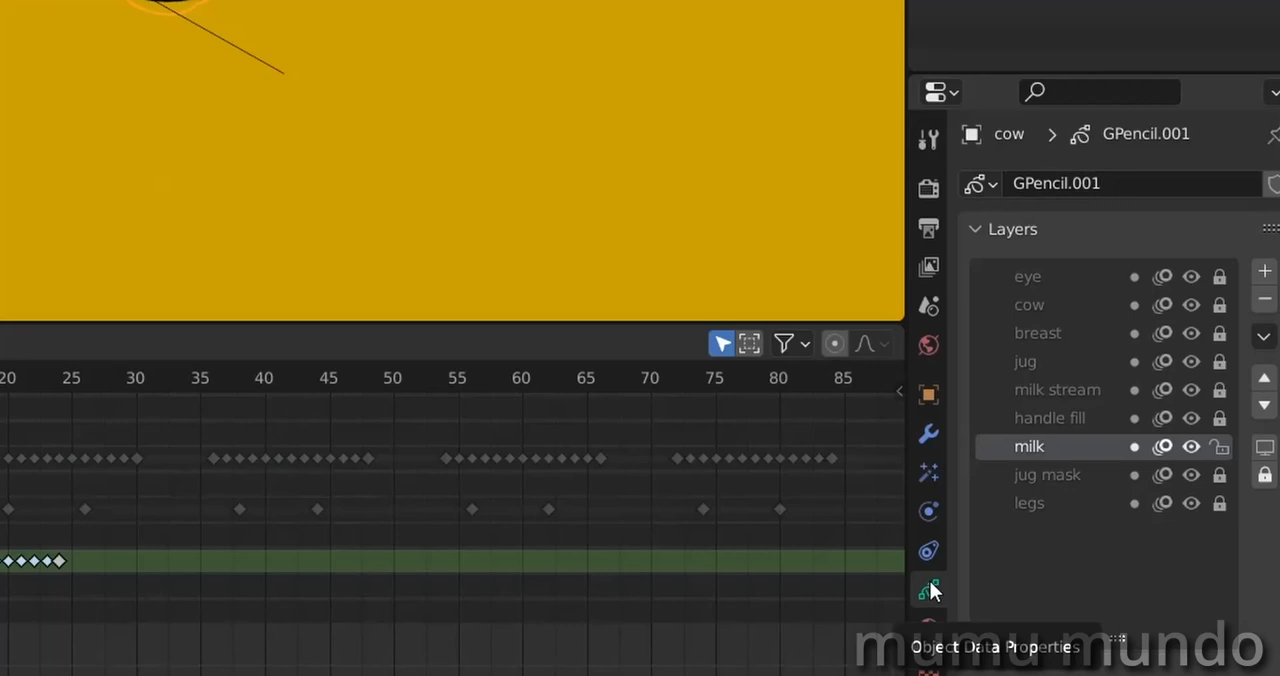 cow GPencil.001
GPencil.001
Layers
eye
cow
breast
jug
milk stream
handle fill
milk
jug mask
legs
20 25 30 35 40 45 50 55 60 65 70 75 80 85
Object Data Properties
mumu mundo